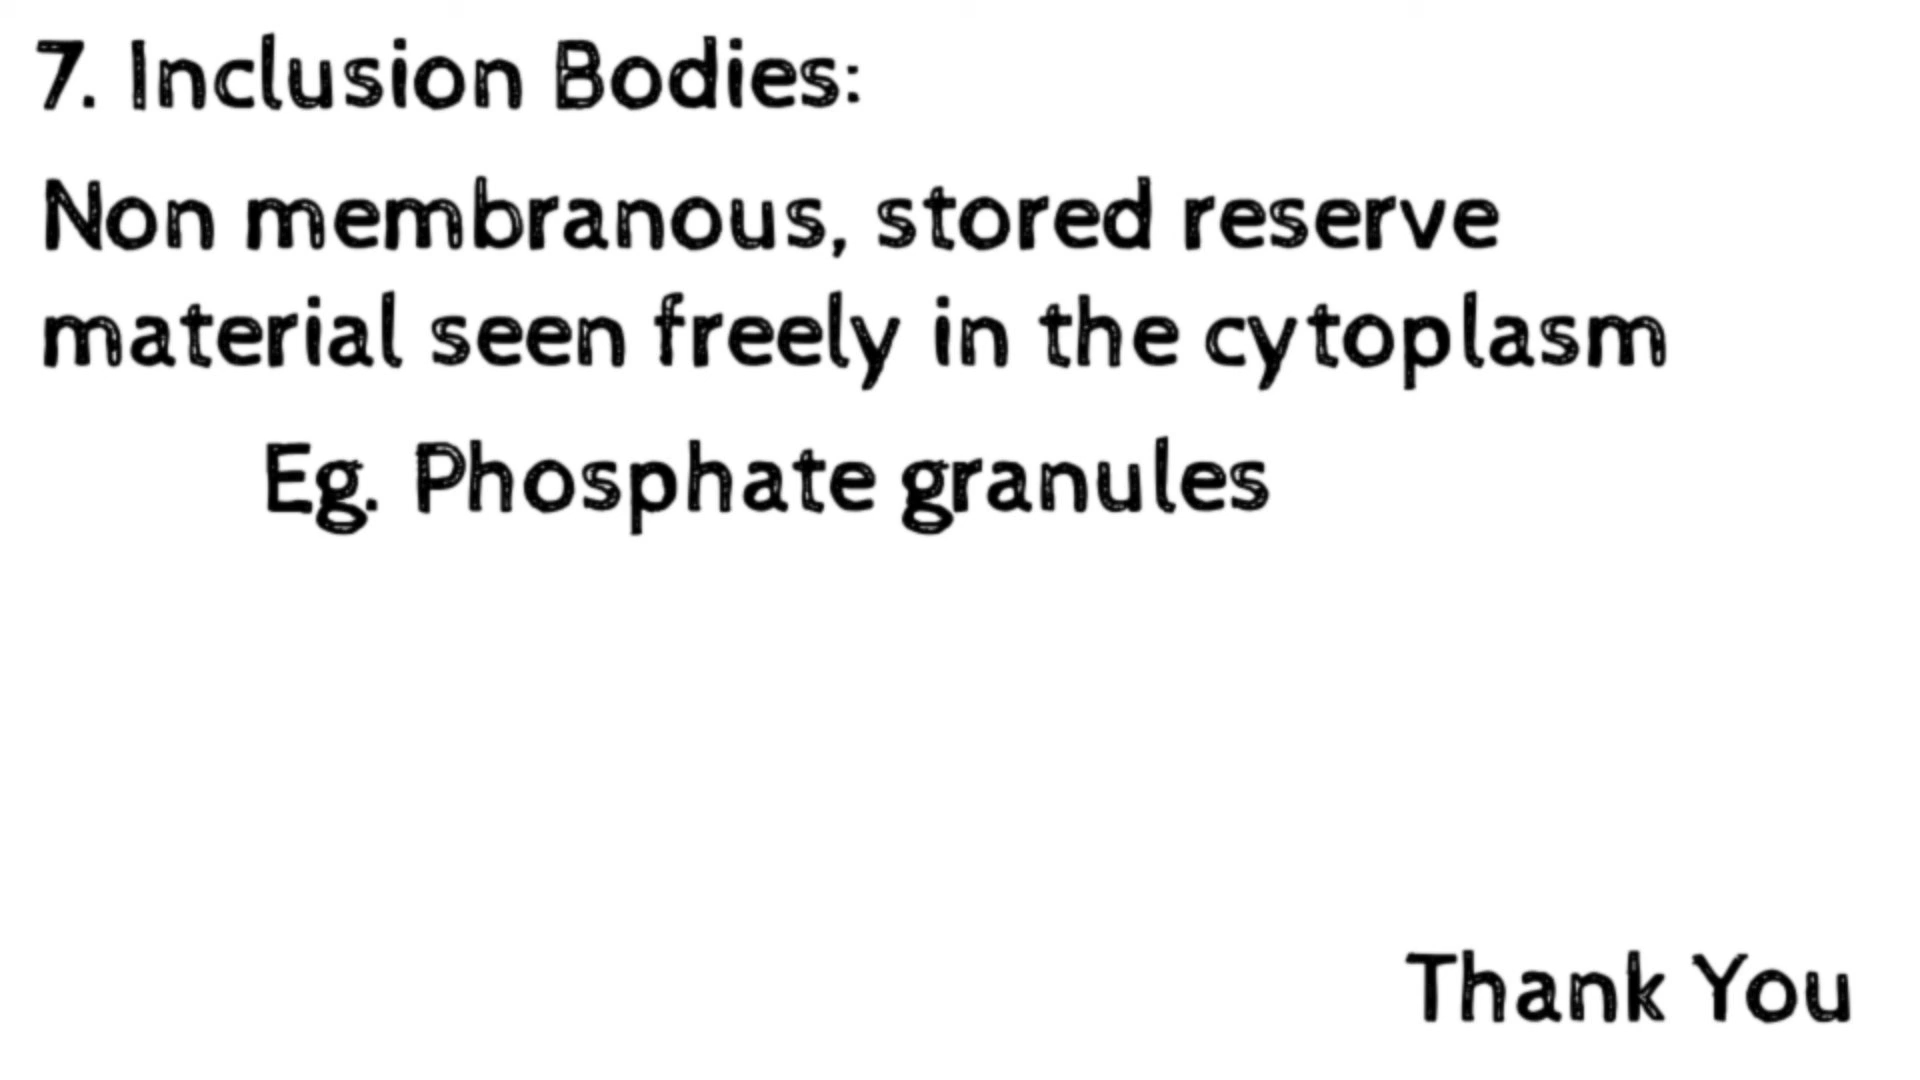 7. Inclusion Bodies:
Non membranous, stored reserve
material seen freely in the cytoplasm
Eg. Phosphate granules
Thank You